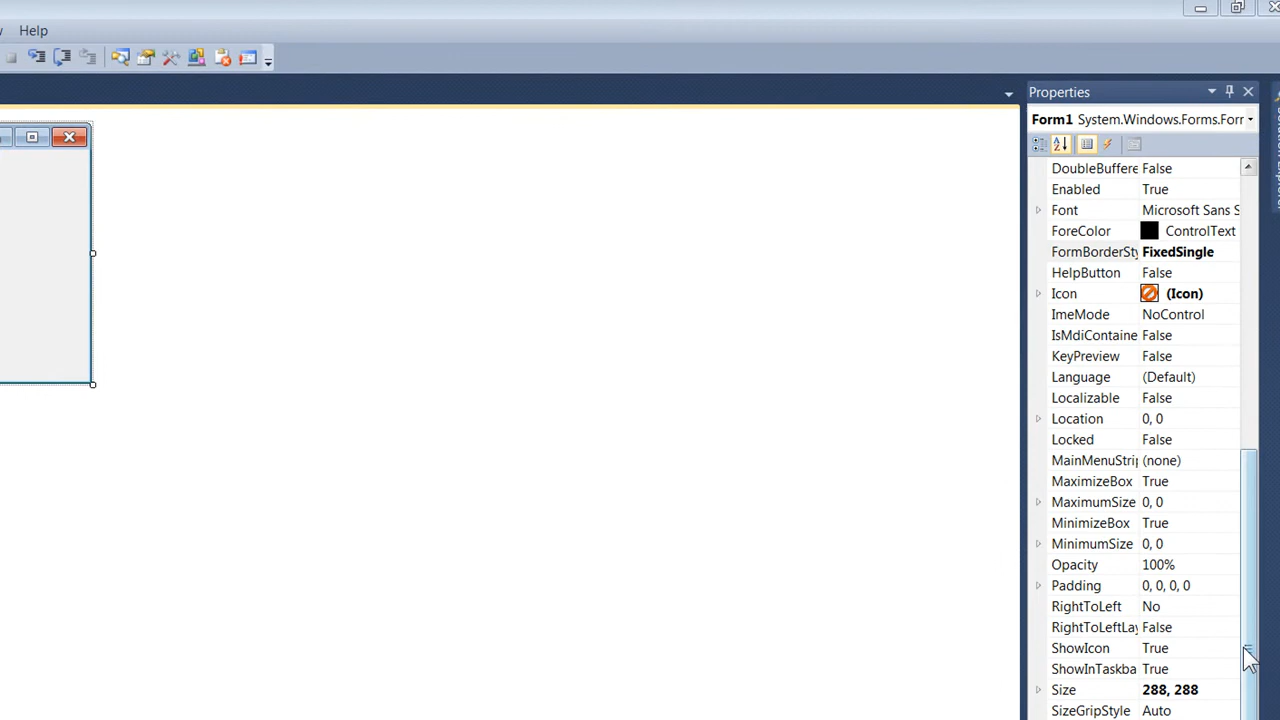 Help
Properties
Form1 System.Windows.Forms.Forr
DoubleBuffere False
Enabled True
Font Microsoft Sans S
ForeColor ControlText
FormBorderSty FixedSingle
HelpButton False
Icon (Icon)
ImeMode NoControl
IsMdiContaine False
KeyPreview False
Language (Default)
Localizable False
Location 0, 0
Locked False
MainMenuStrip (none)
MaximizeBox True
MaximumSize 0, 0
MinimizeBox True
MinimumSize 0, 0
Opacity 100%
Padding 0, 0, 0, 0
RightToLeft No
RightToLeftLay False
ShowIcon True
ShowInTaskba True
Size 288, 288
SizeGripStyle Auto